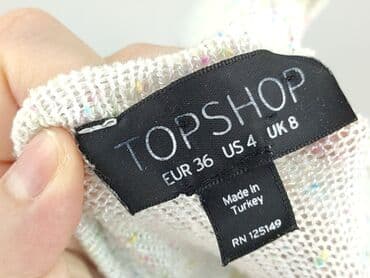 TOPSHOP
EUR 36 US 4 UK 8
Made in
Turkey
RN 125149